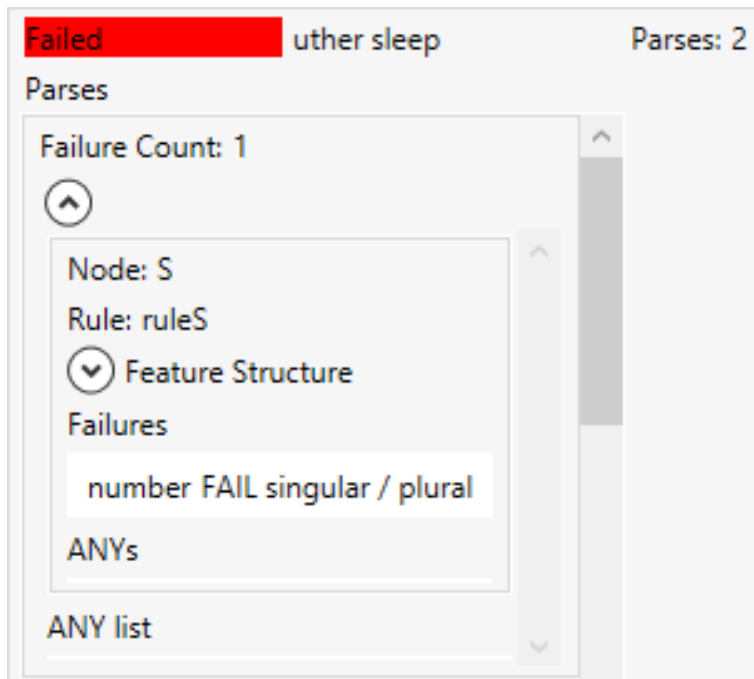 Failed uther sleep Parses: 2
Parses
Failure Count: 1
Node: S
Rule: ruleS
Feature Structure
Failures
number FAIL singular / plural
ANYs
ANY list